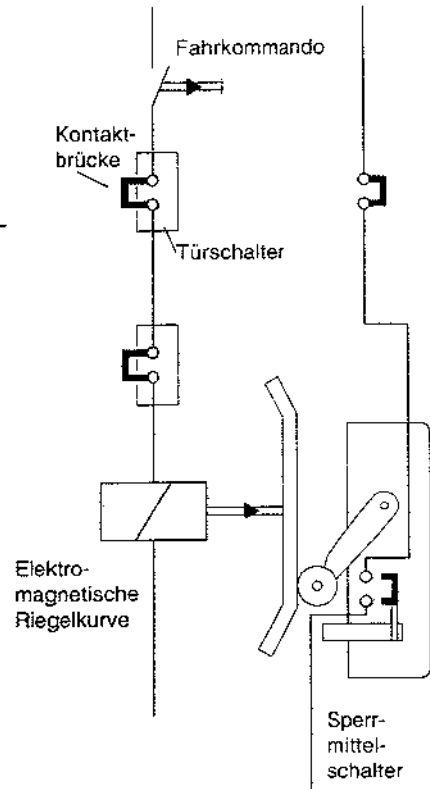 Fahrkommando
Kontakt-
brücke
Türschalter
Elektro-
magnetische
Riegelkurve
Sperr-
mittel-
schalter